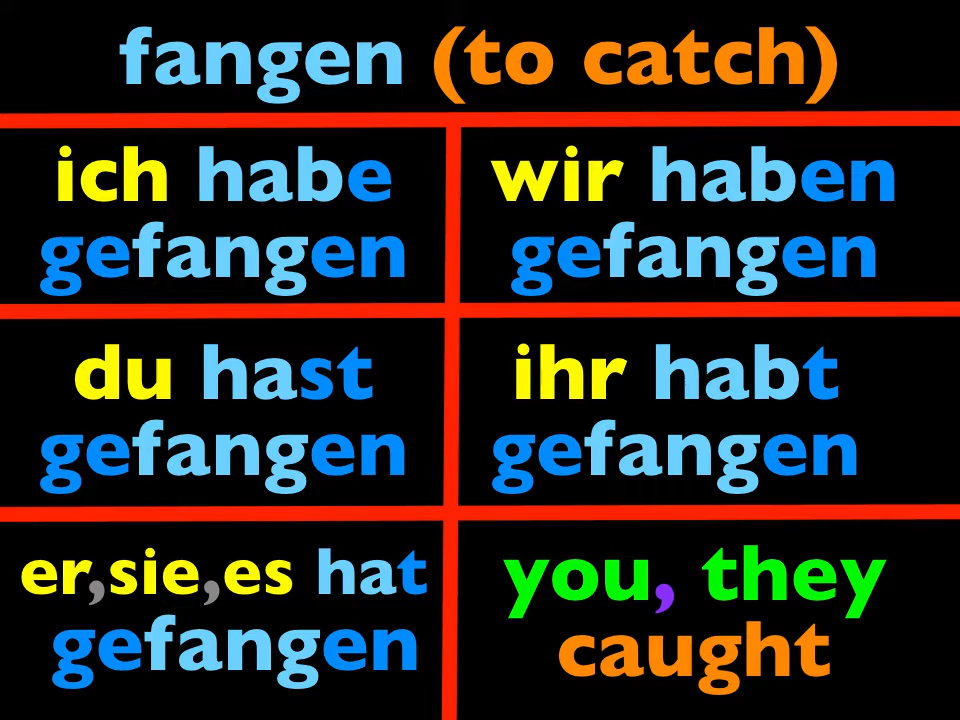 fangen (to catch)
ich habe
gefangen
wir haben
gefangen
du hast
gefangen
ihr habt
gefangen
er,sie,es hat
gefangen
you, they
caught